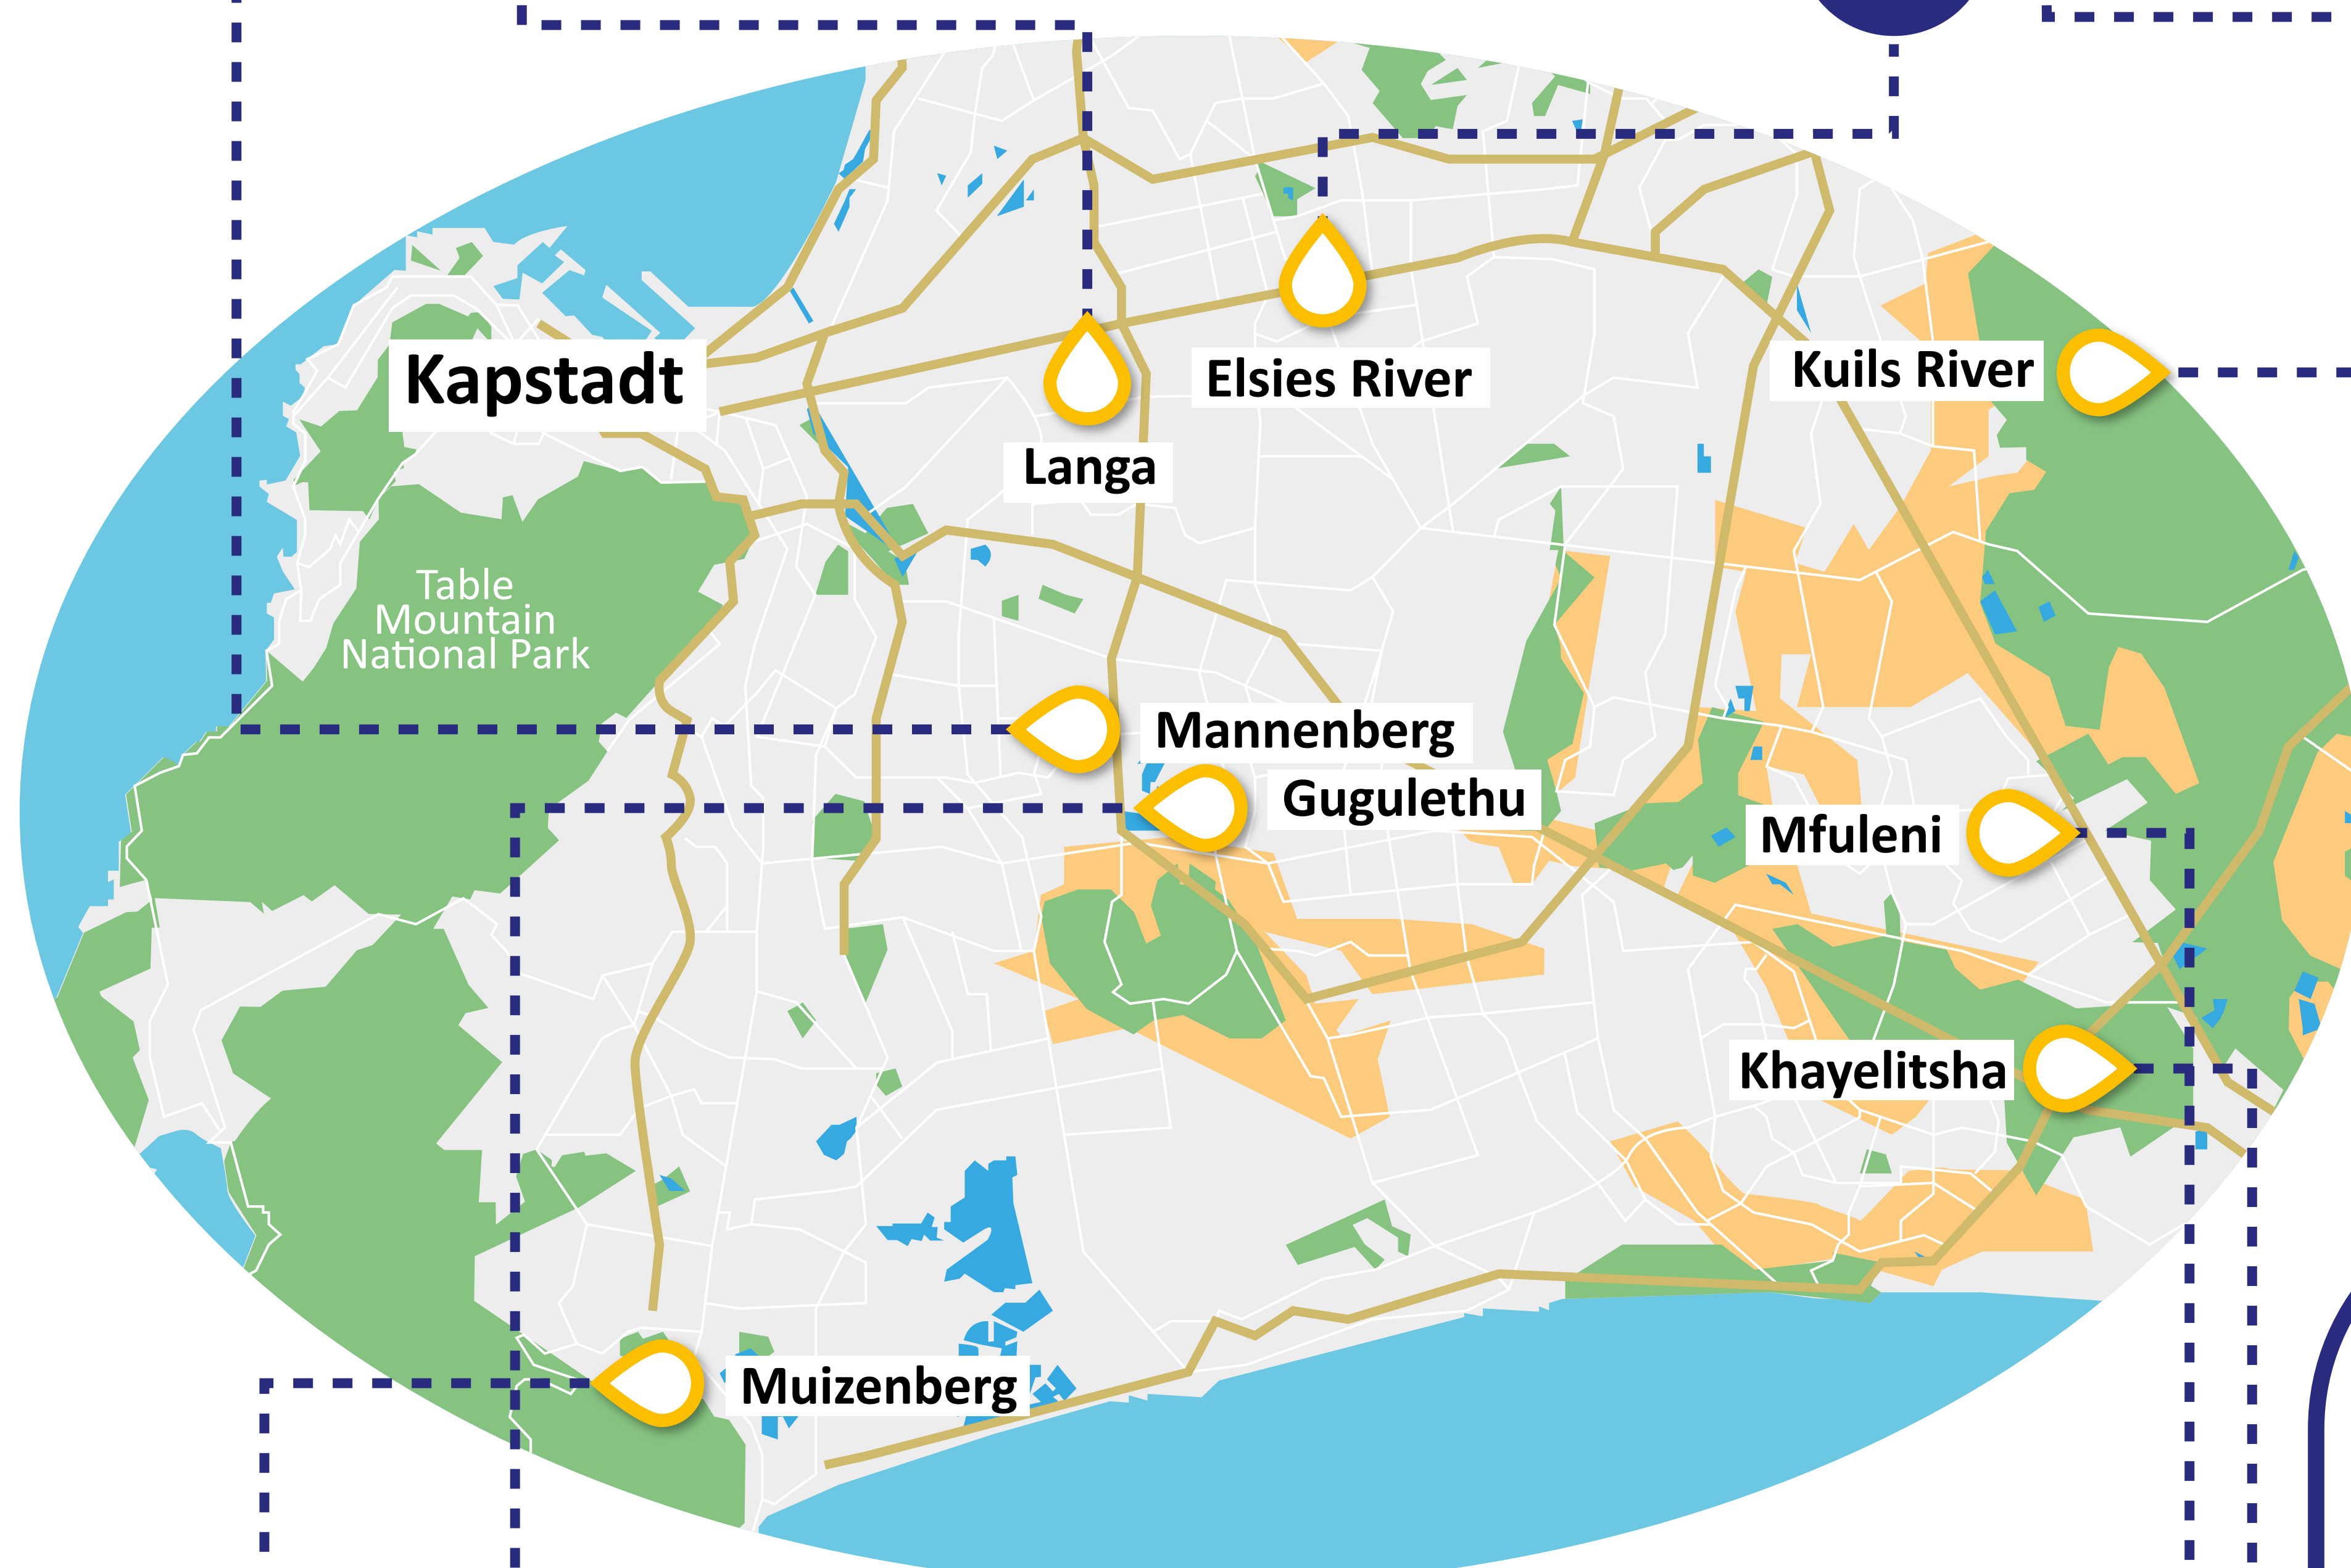 Kapstadt
Elsies River
Kuils River
Langa
Table
Mountain
National Park
Mannenberg
Gugulethu
Mfuleni
Khayelitsha
Muizenberg